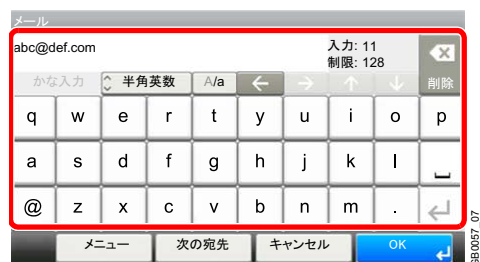 メール
abc@def.com
入力: 11
制限: 128
かな入力 半角英数 A/a ← → ↑ ↓ 削除
q w e r t y u i o p
a s d f g h j k l
@ z x c v b n m .
メニュー 次の宛先 キャンセル OK
GB0057_07